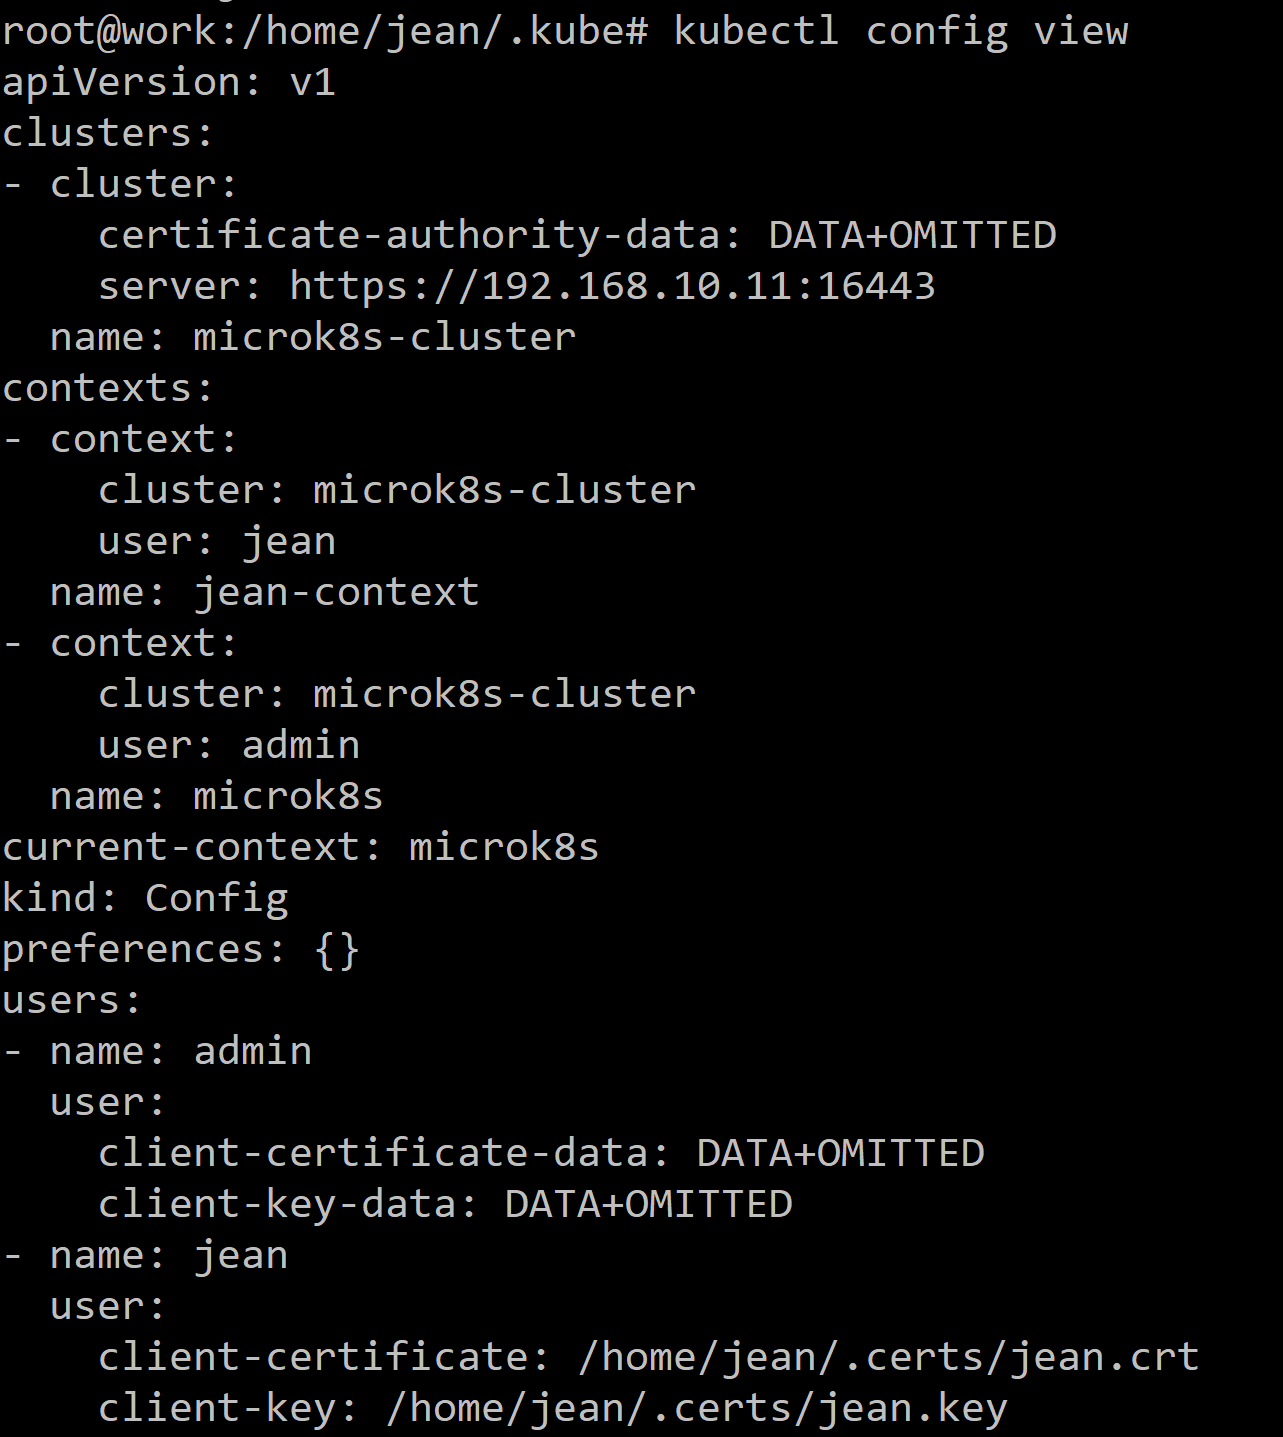 root@work:/home/jean/.kube# kubectl config view
apiVersion: v1
clusters:
- cluster:
    certificate-authority-data: DATA+OMITTED
    server: https://192.168.10.11:16443
  name: microk8s-cluster
contexts:
- context:
    cluster: microk8s-cluster
    user: jean
  name: jean-context
- context:
    cluster: microk8s-cluster
    user: admin
  name: microk8s
current-context: microk8s
kind: Config
preferences: {}
users:
- name: admin
  user:
    client-certificate-data: DATA+OMITTED
    client-key-data: DATA+OMITTED
- name: jean
  user:
    client-certificate: /home/jean/.certs/jean.crt
    client-key: /home/jean/.certs/jean.key